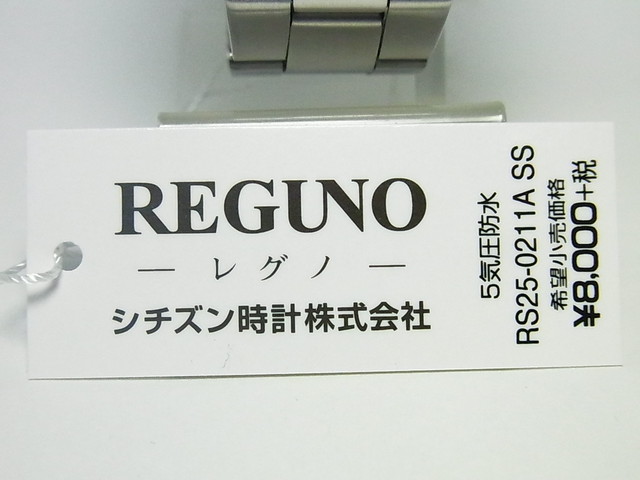 REGUNO
— レグノ —
シチズン時計株式会社
5気圧防水
RS25-0211A SS
希望小売価格
¥8,000+税